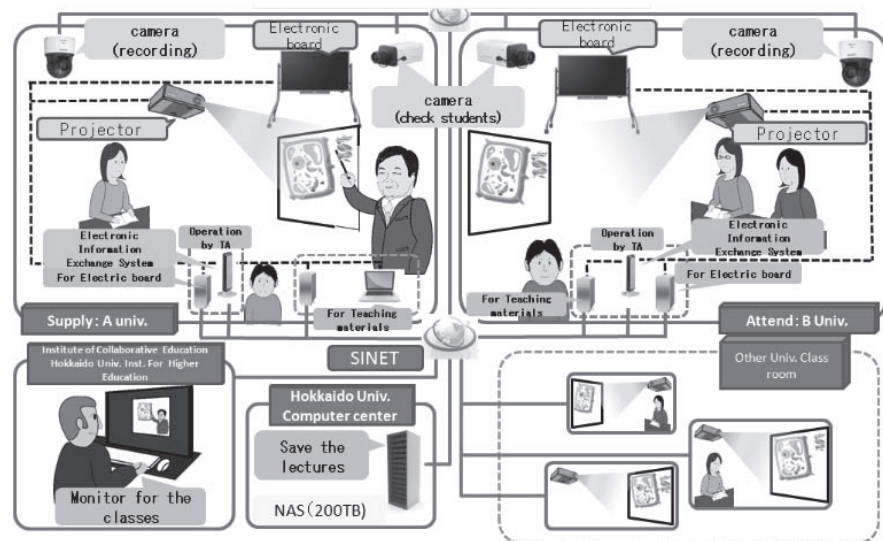 camera
(recording)
Electronic
board
camera
(check students)
Projector
Electronic
Information
Exchange System
For Electric board
Operation
by TA
For Teaching
materials
Supply : A univ.
Electronic
board
camera
(recording)
Projector
Operation
by TA
Electronic
Information
Exchange System
For Electric board
For Teaching
materials
Attend : B Univ.
SINET
Institute of Collaborative Education
Hokkaido Univ. Inst. For Higher
Education
Monitor for the
classes
Hokkaido Univ.
Computer center
Save the
lectures
NAS（200TB）
Other Univ. Class
room